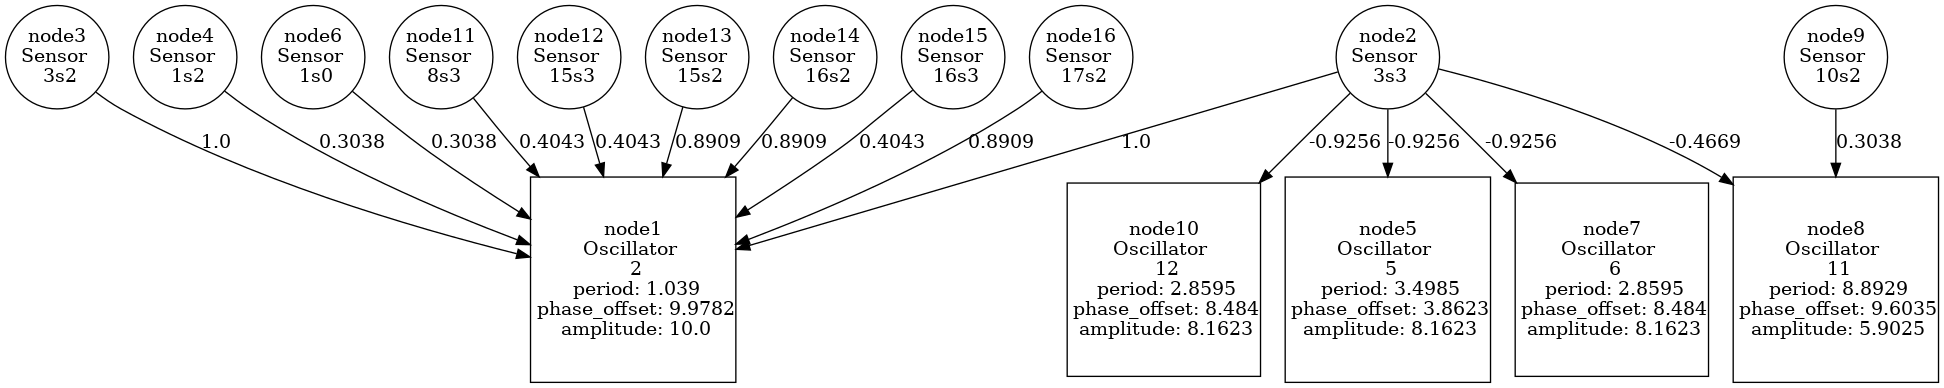 node3
Sensor
3s2
node4
Sensor
1s2
node6
Sensor
1s0
node11
Sensor
8s3
node12
Sensor
15s3
node13
Sensor
15s2
node14
Sensor
16s2
node15
Sensor
16s3
node16
Sensor
17s2
node2
Sensor
3s3
node9
Sensor
10s2
1.0
0.3038
0.3038
0.4043
0.4043
0.8909
0.8909
0.4043
0.8909
1.0
-0.9256
-0.9256
-0.9256
-0.4669
0.3038
node1
Oscillator
2
period: 1.039
phase_offset: 9.9782
amplitude: 10.0
node10
Oscillator
12
period: 2.8595
phase_offset: 8.484
amplitude: 8.1623
node5
Oscillator
5
period: 3.4985
phase_offset: 3.8623
amplitude: 8.1623
node7
Oscillator
6
period: 2.8595
phase_offset: 8.484
amplitude: 8.1623
node8
Oscillator
11
period: 8.8929
phase_offset: 9.6035
amplitude: 5.9025